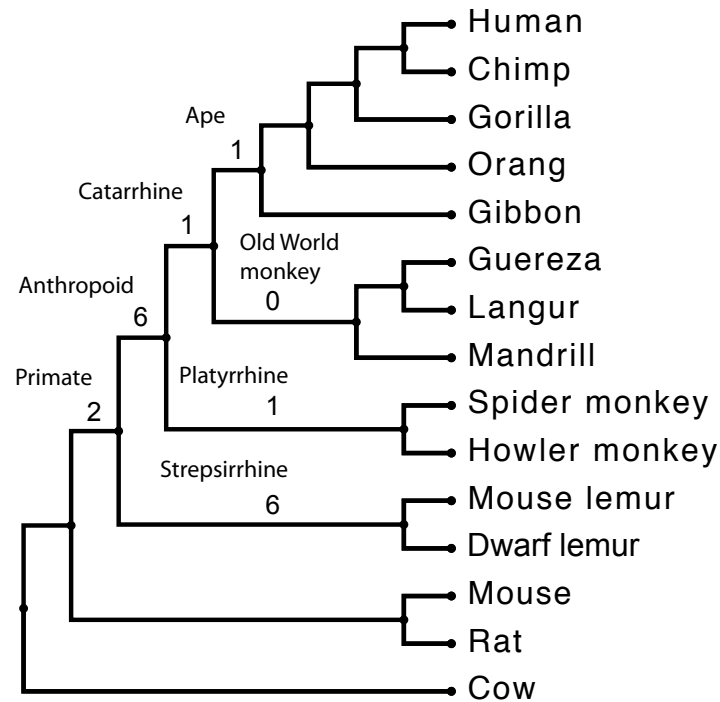 Human
Chimp
Ape
Gorilla
1
Orang
Catarrhine
Gibbon
1
Old World
monkey
Guereza
Anthropoid
0
Langur
6
Mandrill
Primate
Platyrrhine
2
1
Spider monkey
Howler monkey
Strepsirrhine
6
Mouse lemur
Dwarf lemur
Mouse
Rat
Cow